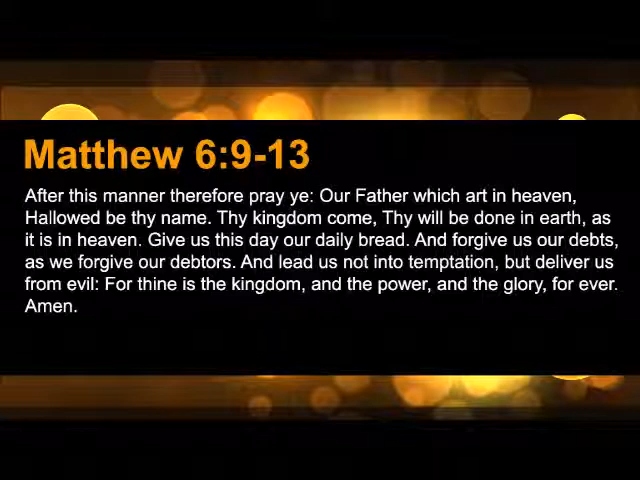 Matthew 6:9-13
After this manner therefore pray ye: Our Father which art in heaven,
Hallowed be thy name. Thy kingdom come, Thy will be done in earth, as
it is in heaven. Give us this day our daily bread. And forgive us our debts,
as we forgive our debtors. And lead us not into temptation, but deliver us
from evil: For thine is the kingdom, and the power, and the glory, for ever.
Amen.